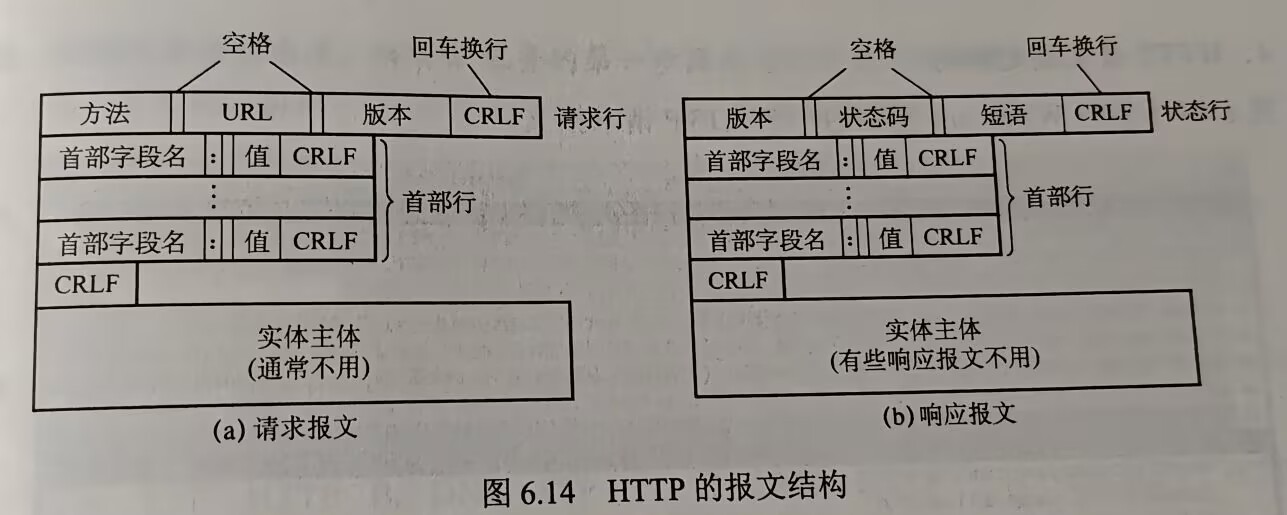 空格 回车换行
方法 URL 版本 CRLF 请求行
首部字段名 : 值 CRLF
⋮
首部行
首部字段名 : 值 CRLF
CRLF
实体主体
(通常不用)
(a) 请求报文
空格 回车换行
版本 状态码 短语 CRLF 状态行
首部字段名 : 值 CRLF
⋮
首部行
首部字段名 : 值 CRLF
CRLF
实体主体
(有些响应报文不用)
(b) 响应报文
图 6.14 HTTP 的报文结构